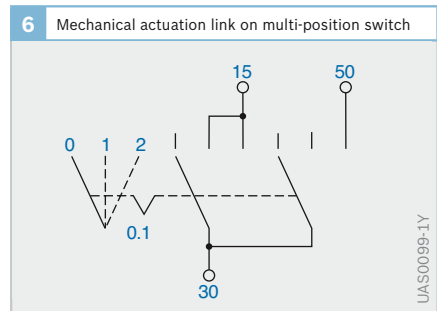 6 Mechanical actuation link on multi-position switch
15 50
0 1 2
0.1
30
UAS0099-1Y